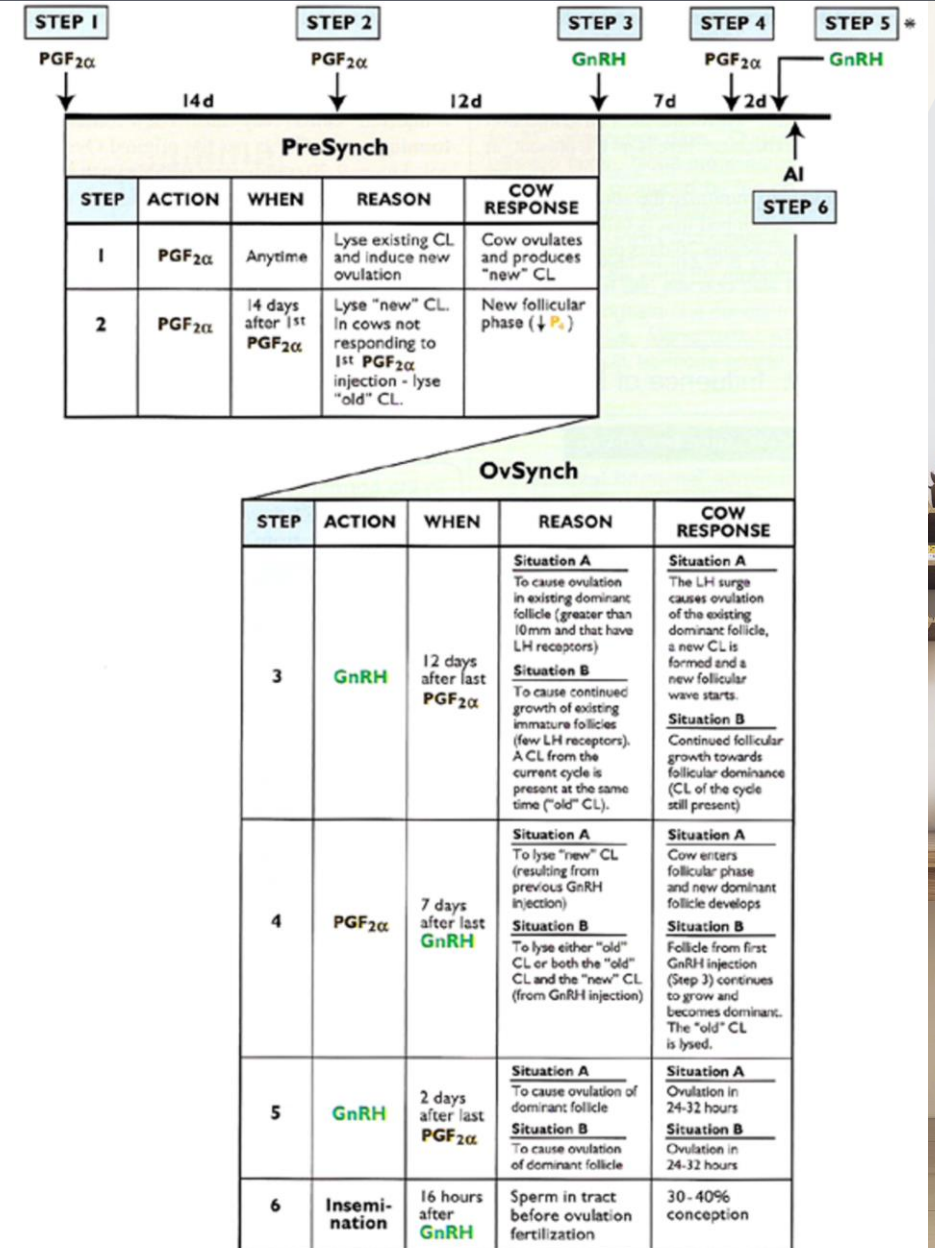 STEP 1
STEP 2
STEP 3
STEP 4
STEP 5 *
PGF2α
PGF2α
GnRH
PGF2α
GnRH
14d
12d
7d
2d
PreSynch
AI
STEP 6
STEP
ACTION
WHEN
REASON
COW
RESPONSE
1
PGF2α
Anytime
Lyse existing CL
and induce new
ovulation
Cow ovulates
and produces
"new" CL
2
PGF2α
14 days
after 1st
PGF2α
Lyse "new" CL.
In cows not
responding to
1st PGF2α
injection - lyse
"old" CL.
New follicular
phase (↓P4)
OvSynch
STEP
ACTION
WHEN
REASON
COW
RESPONSE
3
GnRH
12 days
after last
PGF2α
Situation A
To cause ovulation
in existing dominant
follicle (greater than
10mm and that have
LH receptors)
Situation B
To cause continued
growth of existing
immature follicles
(few LH receptors).
A CL from the
current cycle is
present at the same
time ("old" CL).
Situation A
The LH surge
causes ovulation
of the existing
dominant follicle,
a new CL is
formed and a
new follicular
wave starts.
Situation B
Continued follicular
growth towards
follicular dominance
(CL of the cycle
still present)
4
PGF2α
7 days
after last
GnRH
Situation A
To lyse "new" CL
(resulting from
previous GnRH
injection)
Situation B
To lyse either "old"
CL or both the "old"
CL and the "new" CL
(from GnRH injection)
Situation A
Cow enters
follicular phase
and new dominant
follicle develops
Situation B
Follicle from first
GnRH injection
(Step 3) continues
to grow and
becomes dominant.
The "old" CL
is lysed.
5
GnRH
2 days
after last
PGF2α
Situation A
To cause ovulation of
dominant follicle
Situation B
To cause ovulation
of dominant follicle
Situation A
Ovulation in
24-32 hours
Situation B
Ovulation in
24-32 hours
6
Insemi-
nation
16 hours
after
GnRH
Sperm in tract
before ovulation
fertilization
30-40%
conception